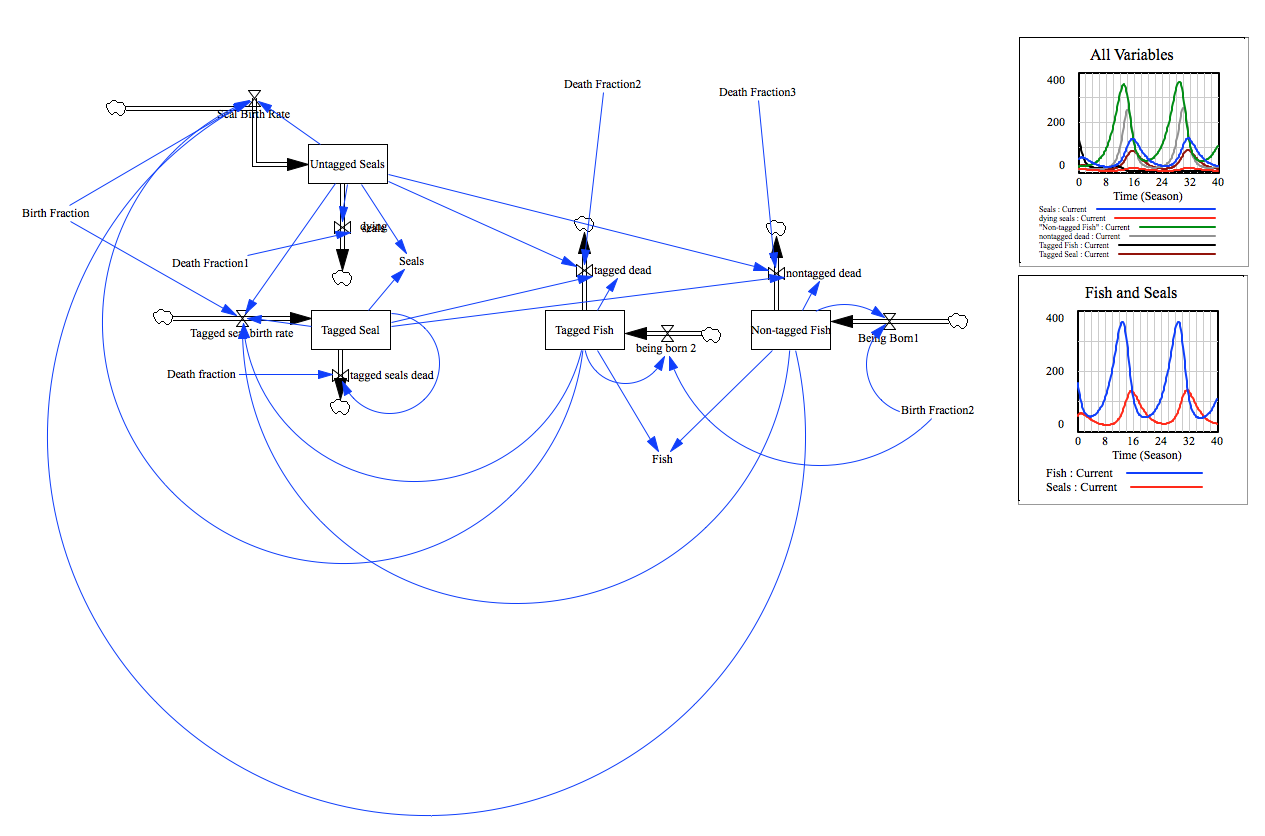 Death Fraction2
Death Fraction3
Seal Birth Rate
Untagged Seals
Birth Fraction
dying
seals
Death Fraction1
Seals
tagged dead
nontagged dead
Tagged seal birth rate
Tagged Seal
Tagged Fish
being born 2
Non-tagged Fish
Being Born1
Death fraction
tagged seals dead
Birth Fraction2
Fish
All Variables
400
200
0
0 8 16 24 32 40
Time (Season)
Seals : Current
dying seals : Current
"Non-tagged Fish" : Current
nontagged dead : Current
Tagged Fish : Current
Tagged Seal : Current
Fish and Seals
400
200
0
0 8 16 24 32 40
Time (Season)
Fish : Current
Seals : Current